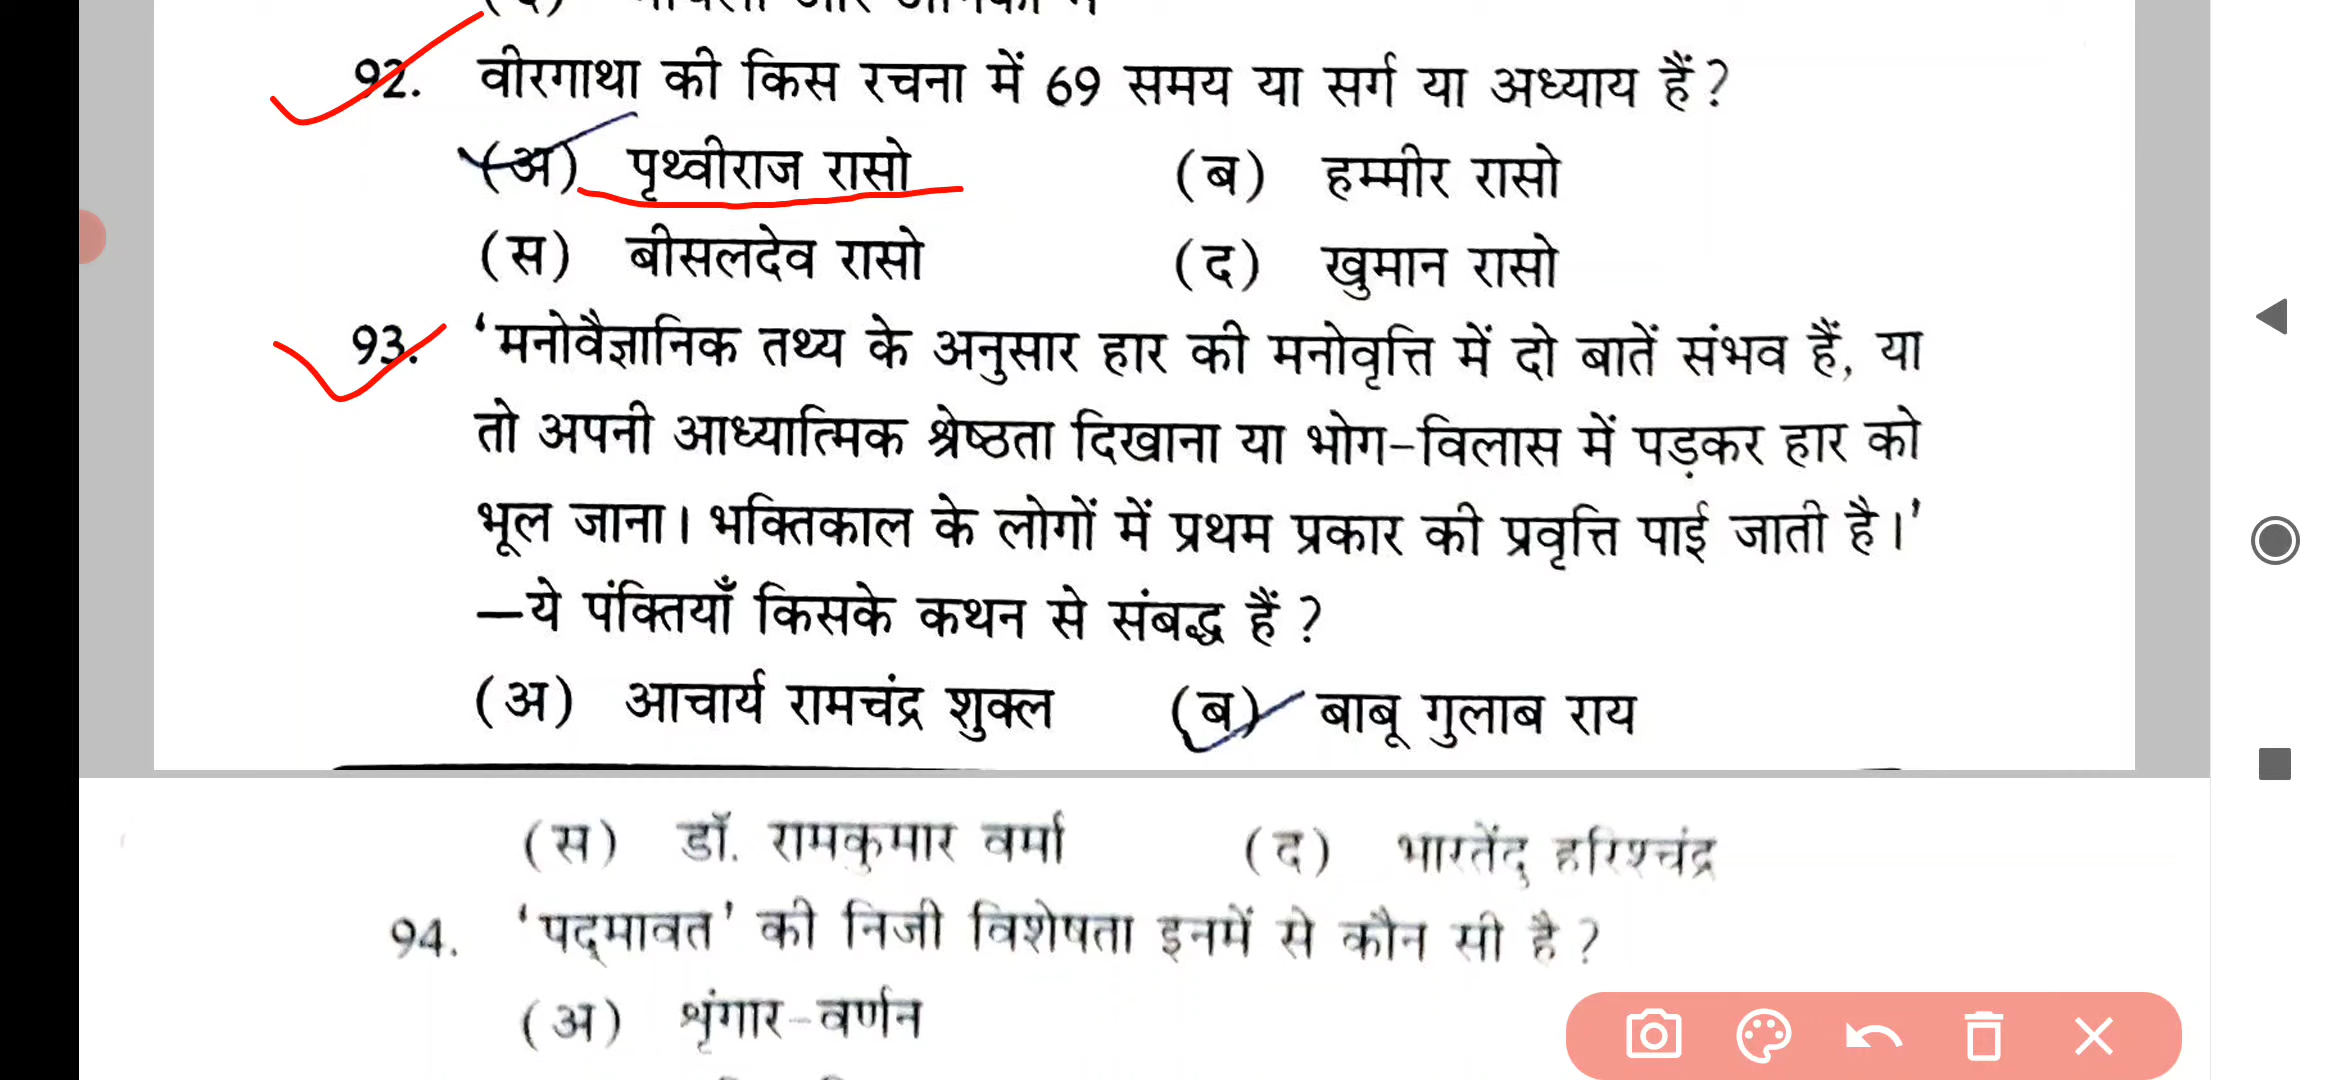 92. वीरगाथा की किस रचना में 69 समय या सर्ग या अध्याय हैं?
(अ) पृथ्वीराज रासो (ब) हम्मीर रासो
(स) बीसलदेव रासो (द) खुमान रासो
93. 'मनोवैज्ञानिक तथ्य के अनुसार हार की मनोवृत्ति में दो बातें संभव हैं, या
तो अपनी आध्यात्मिक श्रेष्ठता दिखाना या भोग-विलास में पड़कर हार को
भूल जाना। भक्तिकाल के लोगों में प्रथम प्रकार की प्रवृत्ति पाई जाती है।'
—ये पंक्तियाँ किसके कथन से संबद्ध हैं ?
(अ) आचार्य रामचंद्र शुक्ल (ब) बाबू गुलाब राय
(स) डॉ. रामकुमार वर्मा (द) भारतेंदु हरिश्चंद्र
94. 'पद्मावत' की निजी विशेषता इनमें से कौन सी है ?
(अ) शृंगार-वर्णन